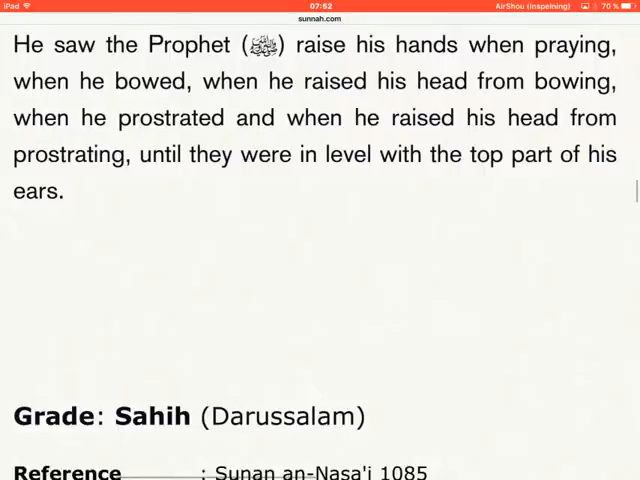 iPad 07:52 AirShou (Inspelning) 70 %
sunnah.com
He saw the Prophet (ﷺ) raise his hands when praying,
when he bowed, when he raised his head from bowing,
when he prostrated and when he raised his head from
prostrating, until they were in level with the top part of his
ears.
Grade: Sahih (Darussalam)
Reference : Sunan an-Nasa'i 1085